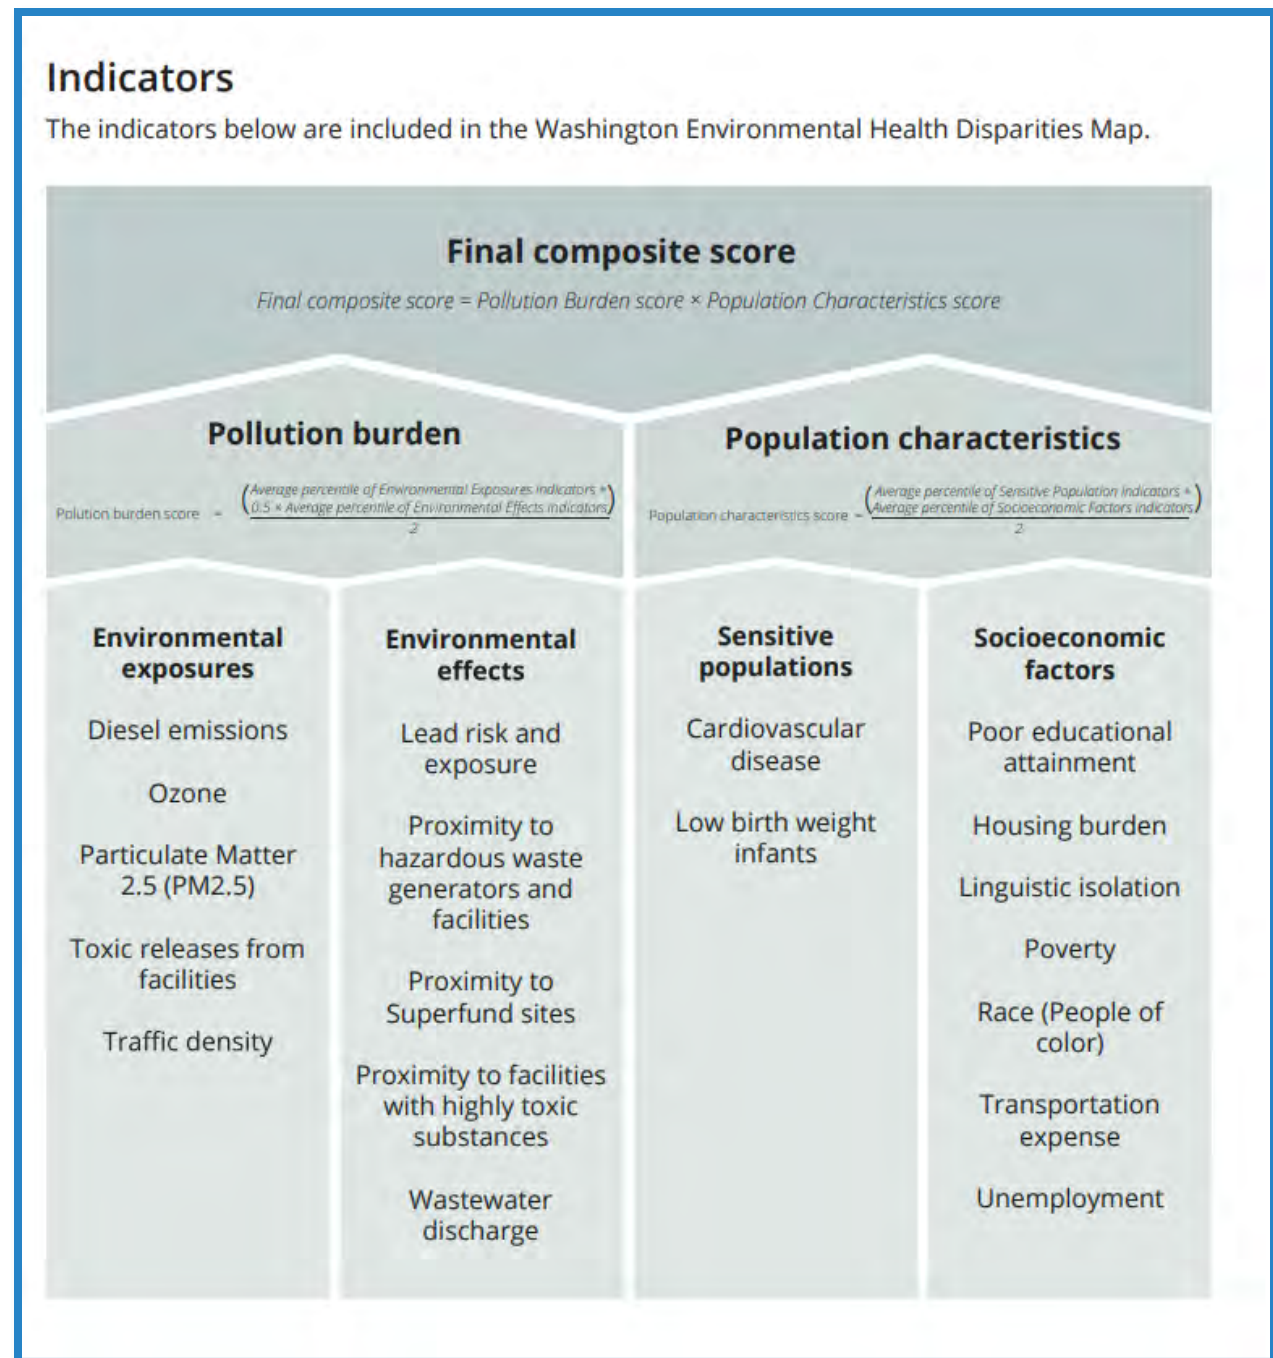 Indicators
The indicators below are included in the Washington Environmental Health Disparities Map.
Final composite score
Final composite score = Pollution Burden score × Population Characteristics score
Pollution burden
Polution burden score =
(Average percentile of Environmental Exposures indicators +
0.5 × Average percentile of Environmental Effects indicators)
2
Population characteristics
Population characteristics score =
(Average percentile of Sensitive Population indicators +
Average percentile of Socioeconomic Factors indicators)
2
Environmental
exposures
Diesel emissions
Ozone
Particulate Matter
2.5 (PM2.5)
Toxic releases from
facilities
Traffic density
Environmental
effects
Lead risk and
exposure
Proximity to
hazardous waste
generators and
facilities
Proximity to
Superfund sites
Proximity to facilities
with highly toxic
substances
Wastewater
discharge
Sensitive
populations
Cardiovascular
disease
Low birth weight
infants
Socioeconomic
factors
Poor educational
attainment
Housing burden
Linguistic isolation
Poverty
Race (People of
color)
Transportation
expense
Unemployment